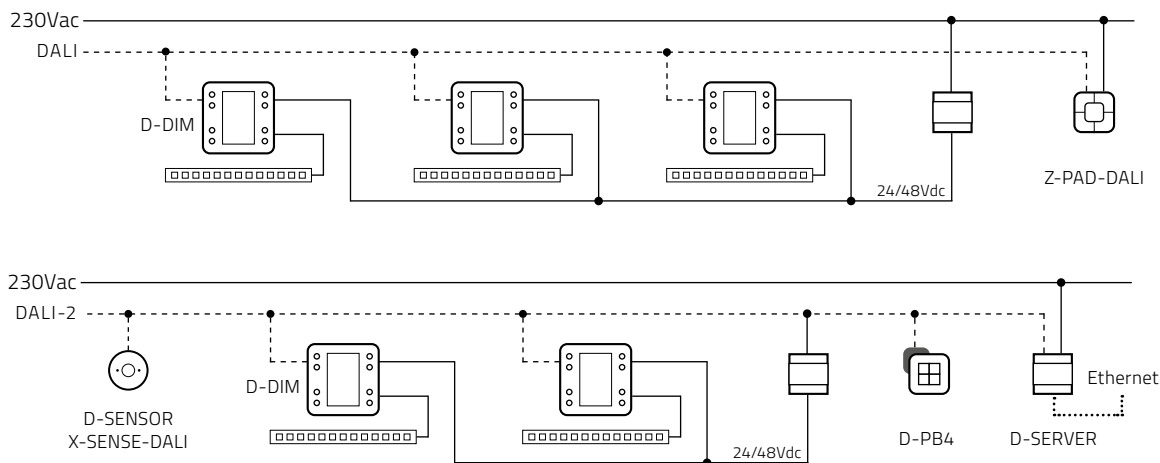 230Vac
DALI
D-DIM
24/48Vdc
Z-PAD-DALI
230Vac
DALI-2
D-DIM
Ethernet
D-SENSOR
X-SENSE-DALI
24/48Vdc
D-PB4
D-SERVER